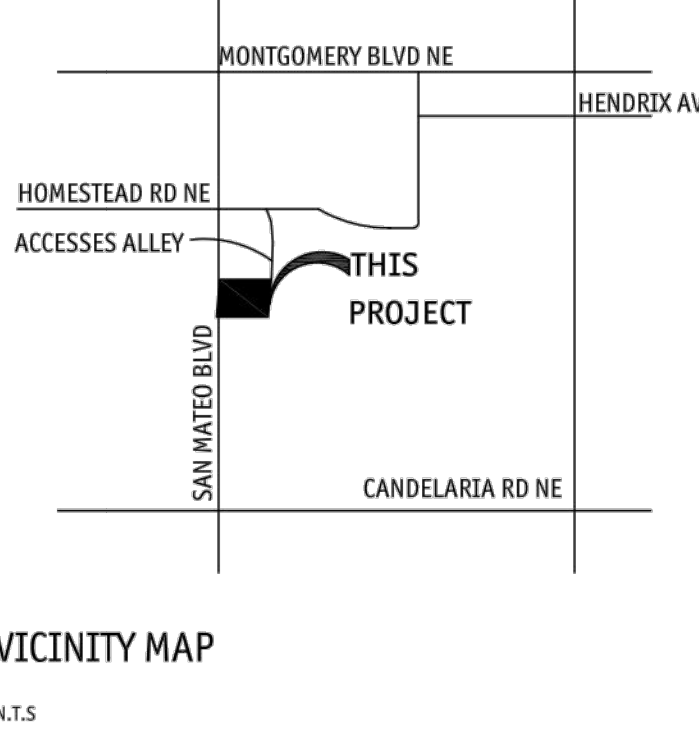 MONTGOMERY BLVD NE
HENDRIX AV
HOMESTEAD RD NE
ACCESSES ALLEY
THIS
PROJECT
SAN MATEO BLVD
CANDELARIA RD NE
VICINITY MAP
N.T.S